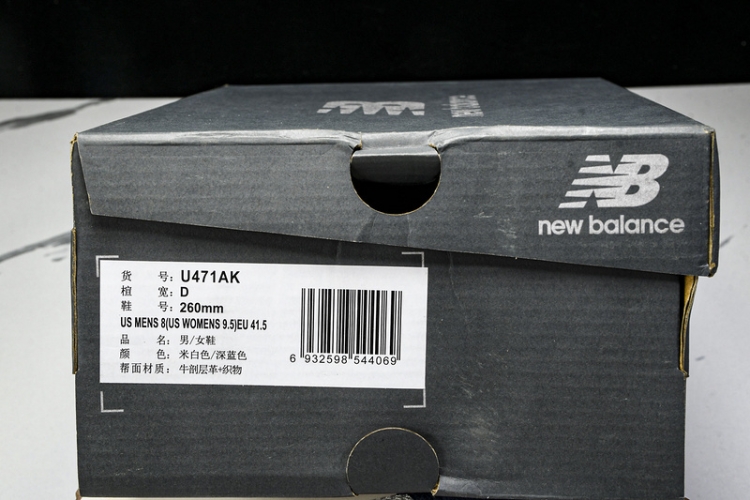 NB
new balance
货 号: U471AK
楦 宽: D
鞋 号: 260mm
US MENS 8(US WOMENS 9.5)EU 41.5
品 名: 男/女鞋
颜 色: 米白色/深蓝色
帮面材质: 牛剖层革+织物
6 932598 544069